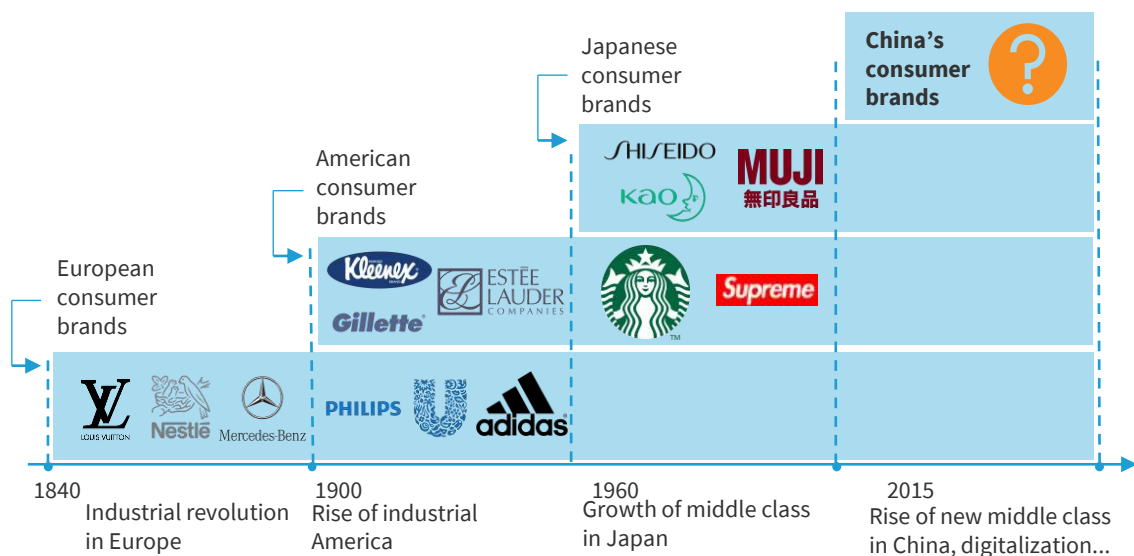 China's
consumer
brands
Japanese
consumer
brands
SHISEIDO
Kao
MUJI
無印良品
American
consumer
brands
Kleenex
BRAND
Gillette®
ESTĒE
LAUDER
COMPANIES
Supreme
TM
European
consumer
brands
LV
LOUIS VUITTON
Nestlé
Mercedes-Benz
PHILIPS
U
adidas®
1840
Industrial revolution
in Europe
1900
Rise of industrial
America
1960
Growth of middle class
in Japan
2015
Rise of new middle class
in China, digitalization...